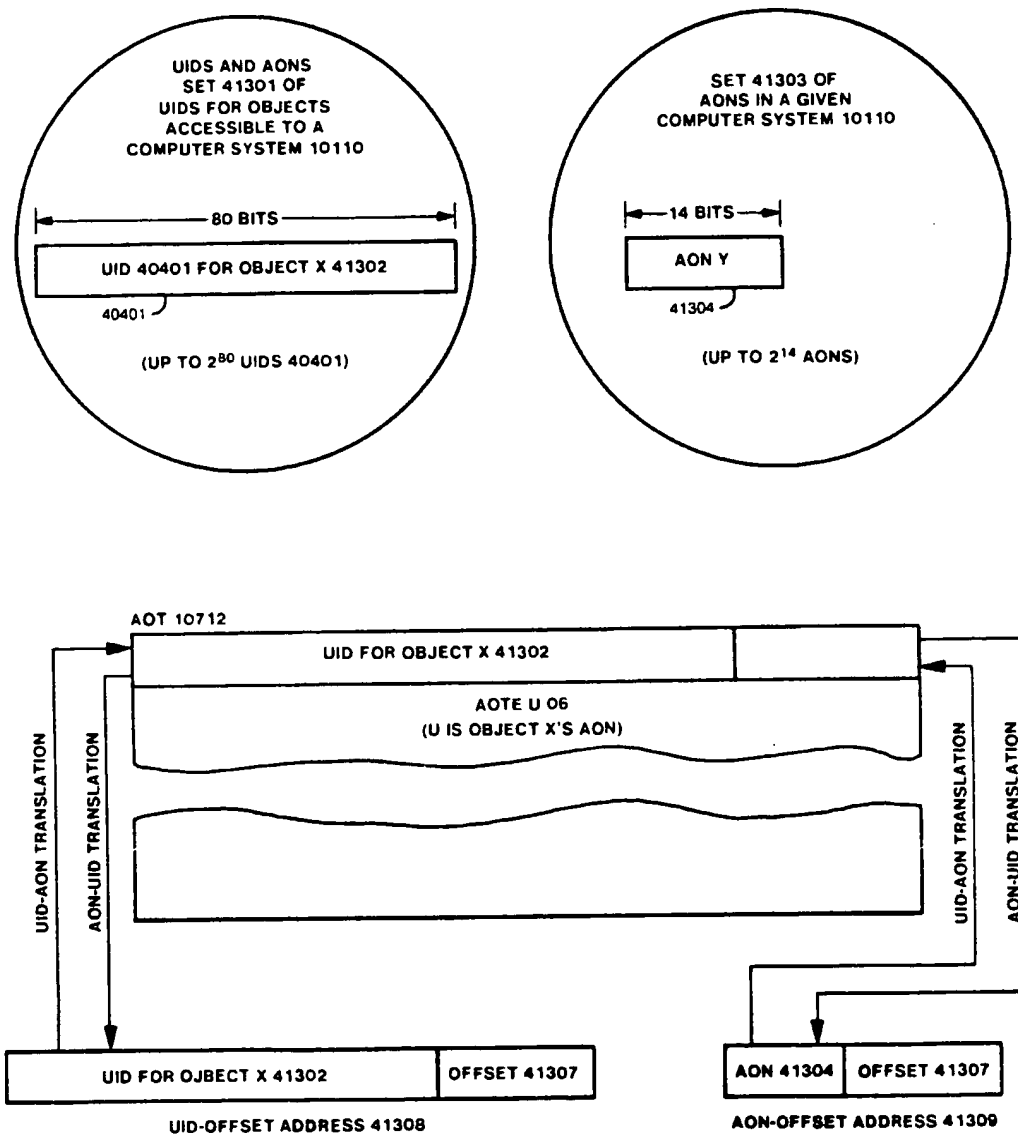 UIDS AND AONS
SET 41301 OF
UIDS FOR OBJECTS
ACCESSIBLE TO A
COMPUTER SYSTEM 10110
80 BITS
UID 40401 FOR OBJECT X 41302
40401
(UP TO 2⁸⁰ UIDS 40401)
SET 41303 OF
AONS IN A GIVEN
COMPUTER SYSTEM 10110
14 BITS
AON Y
41304
(UP TO 2¹⁴ AONS)
AOT 10712
UID FOR OBJECT X 41302
AOTE U 06
(U IS OBJECT X'S AON)
UID-AON TRANSLATION
AON-UID TRANSLATION
UID-AON TRANSLATION
AON-UID TRANSLATION
UID FOR OJBECT X 41302
OFFSET 41307
UID-OFFSET ADDRESS 41308
AON 41304
OFFSET 41307
AON-OFFSET ADDRESS 41309